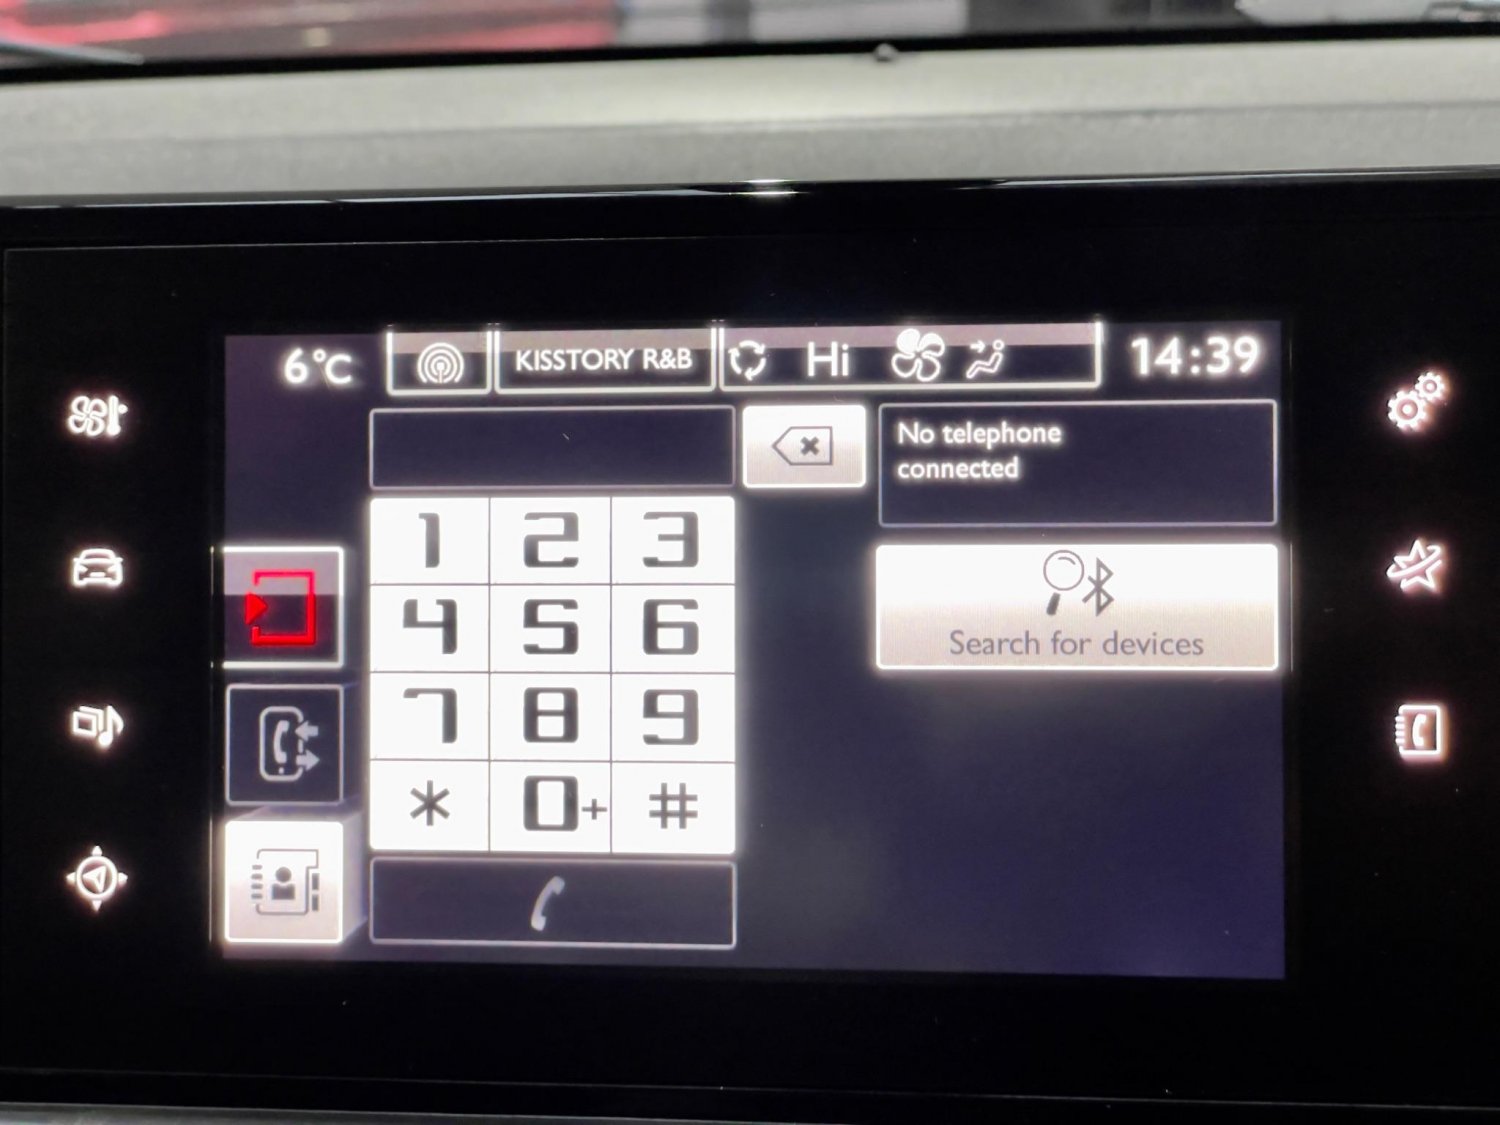 6°C
KISSTORY R&B
Hi
14:39
No telephone
connected
1 2 3
4 5 6
7 8 9
* 0+ #
Search for devices